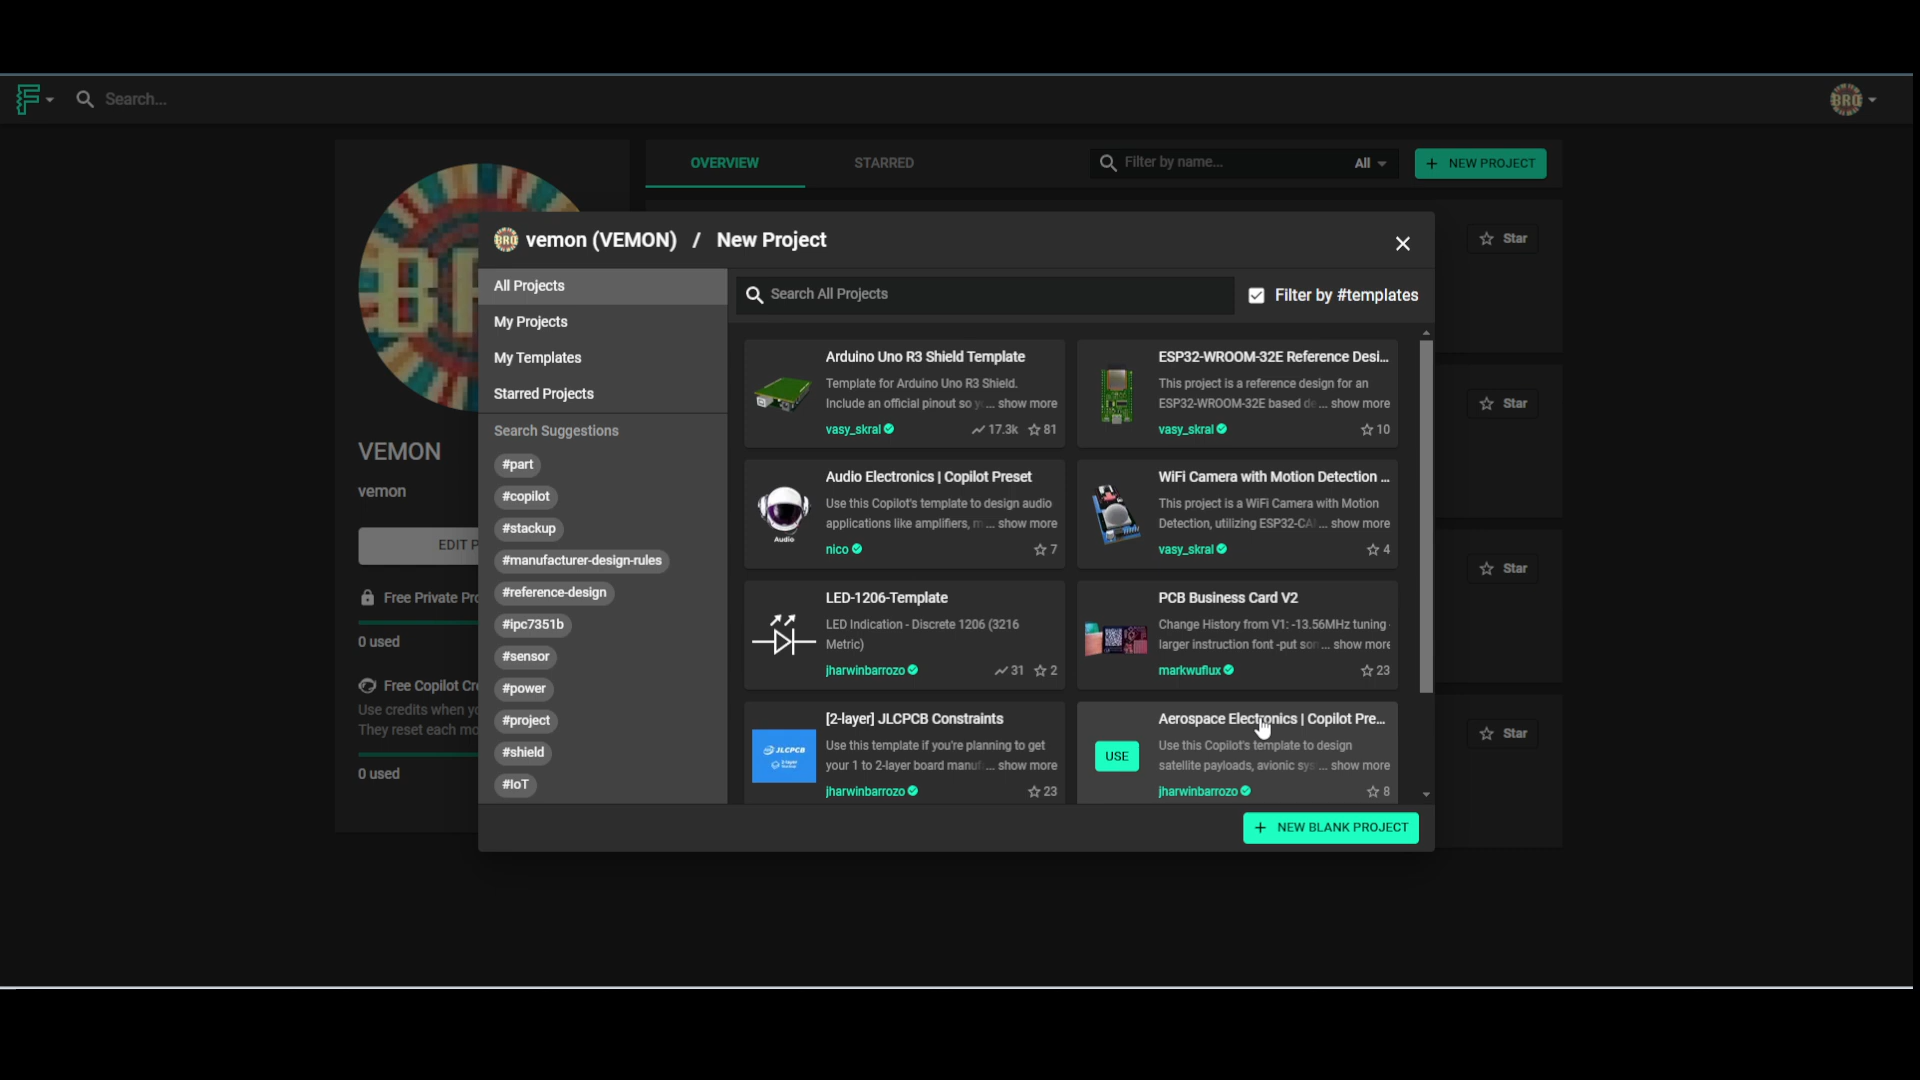 Search...
BRO
OVERVIEW
STARRED
Filter by name...
All
+ NEW PROJECT
vemon (VEMON) / New Project
All Projects
My Projects
My Templates
Starred Projects
Search Suggestions
#part
#copilot
#stackup
#manufacturer-design-rules
#reference-design
#ipc7351b
#sensor
#power
#project
#shield
#IoT
Search All Projects
Filter by #templates
Arduino Uno R3 Shield Template
Template for Arduino Uno R3 Shield.
Include an official pinout so y... show more
vasy_skral
17.3k
81
ESP32-WROOM-32E Reference Desi...
This project is a reference design for an
ESP32-WROOM-32E based de... show more
vasy_skral
10
Audio Electronics | Copilot Preset
Use this Copilot's template to design audio
applications like amplifiers, m... show more
Audio
nico
7
WiFi Camera with Motion Detection ...
This project is a WiFi Camera with Motion
Detection, utilizing ESP32-CA... show more
vasy_skral
4
LED-1206-Template
LED Indication - Discrete 1206 (3216
Metric)
jharwinbarrozo
31
2
PCB Business Card V2
Change History from V1: -13.56MHz tuning -
larger instruction font -put son... show more
markwuflux
23
[2-layer] JLCPCB Constraints
Use this template if you're planning to get
your 1 to 2-layer board manuf... show more
JLCPCB
jharwinbarrozo
23
Aerospace Electronics | Copilot Pre...
Use this Copilot's template to design
satellite payloads, avionic sys... show more
USE
jharwinbarrozo
8
+ NEW BLANK PROJECT
VEMON
vemon
EDIT P
Free Private Pro
0 used
Free Copilot Cre
Use credits when yo
They reset each mo
0 used
Star
Star
Star
Star